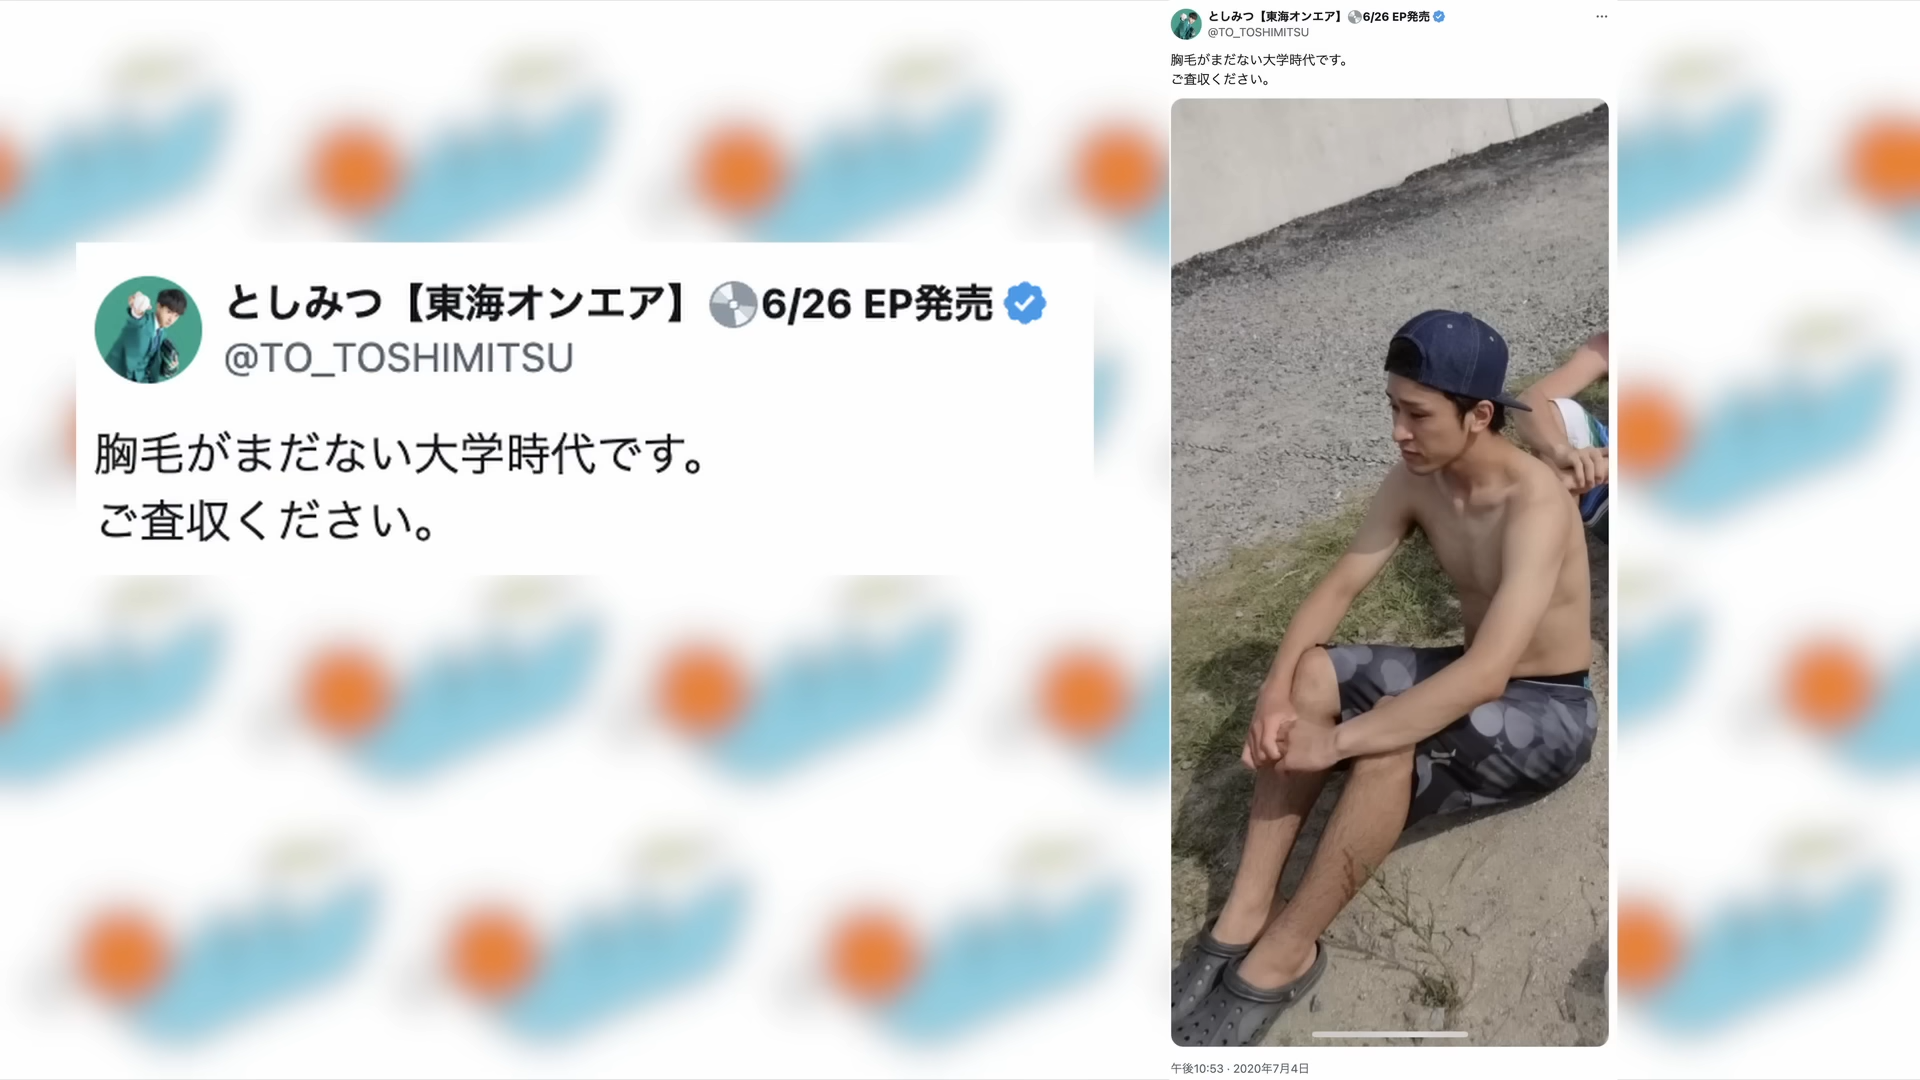 としみつ【東海オンエア】💿6/26 EP発売
@TO_TOSHIMITSU
胸毛がまだない大学時代です。
ご査収ください。
としみつ【東海オンエア】💿6/26 EP発売
@TO_TOSHIMITSU
胸毛がまだない大学時代です。
ご査収ください。
午後10:53 · 2020年7月4日